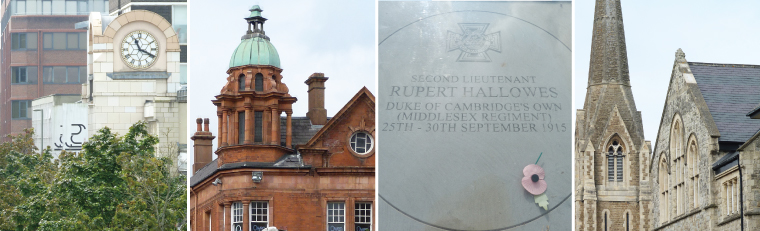 SECOND LIEUTENANT
RUPERT HALLOWES
DUKE OF CAMBRIDGE'S OWN
(MIDDLESEX REGIMENT)
25TH - 30TH SEPTEMBER 1915